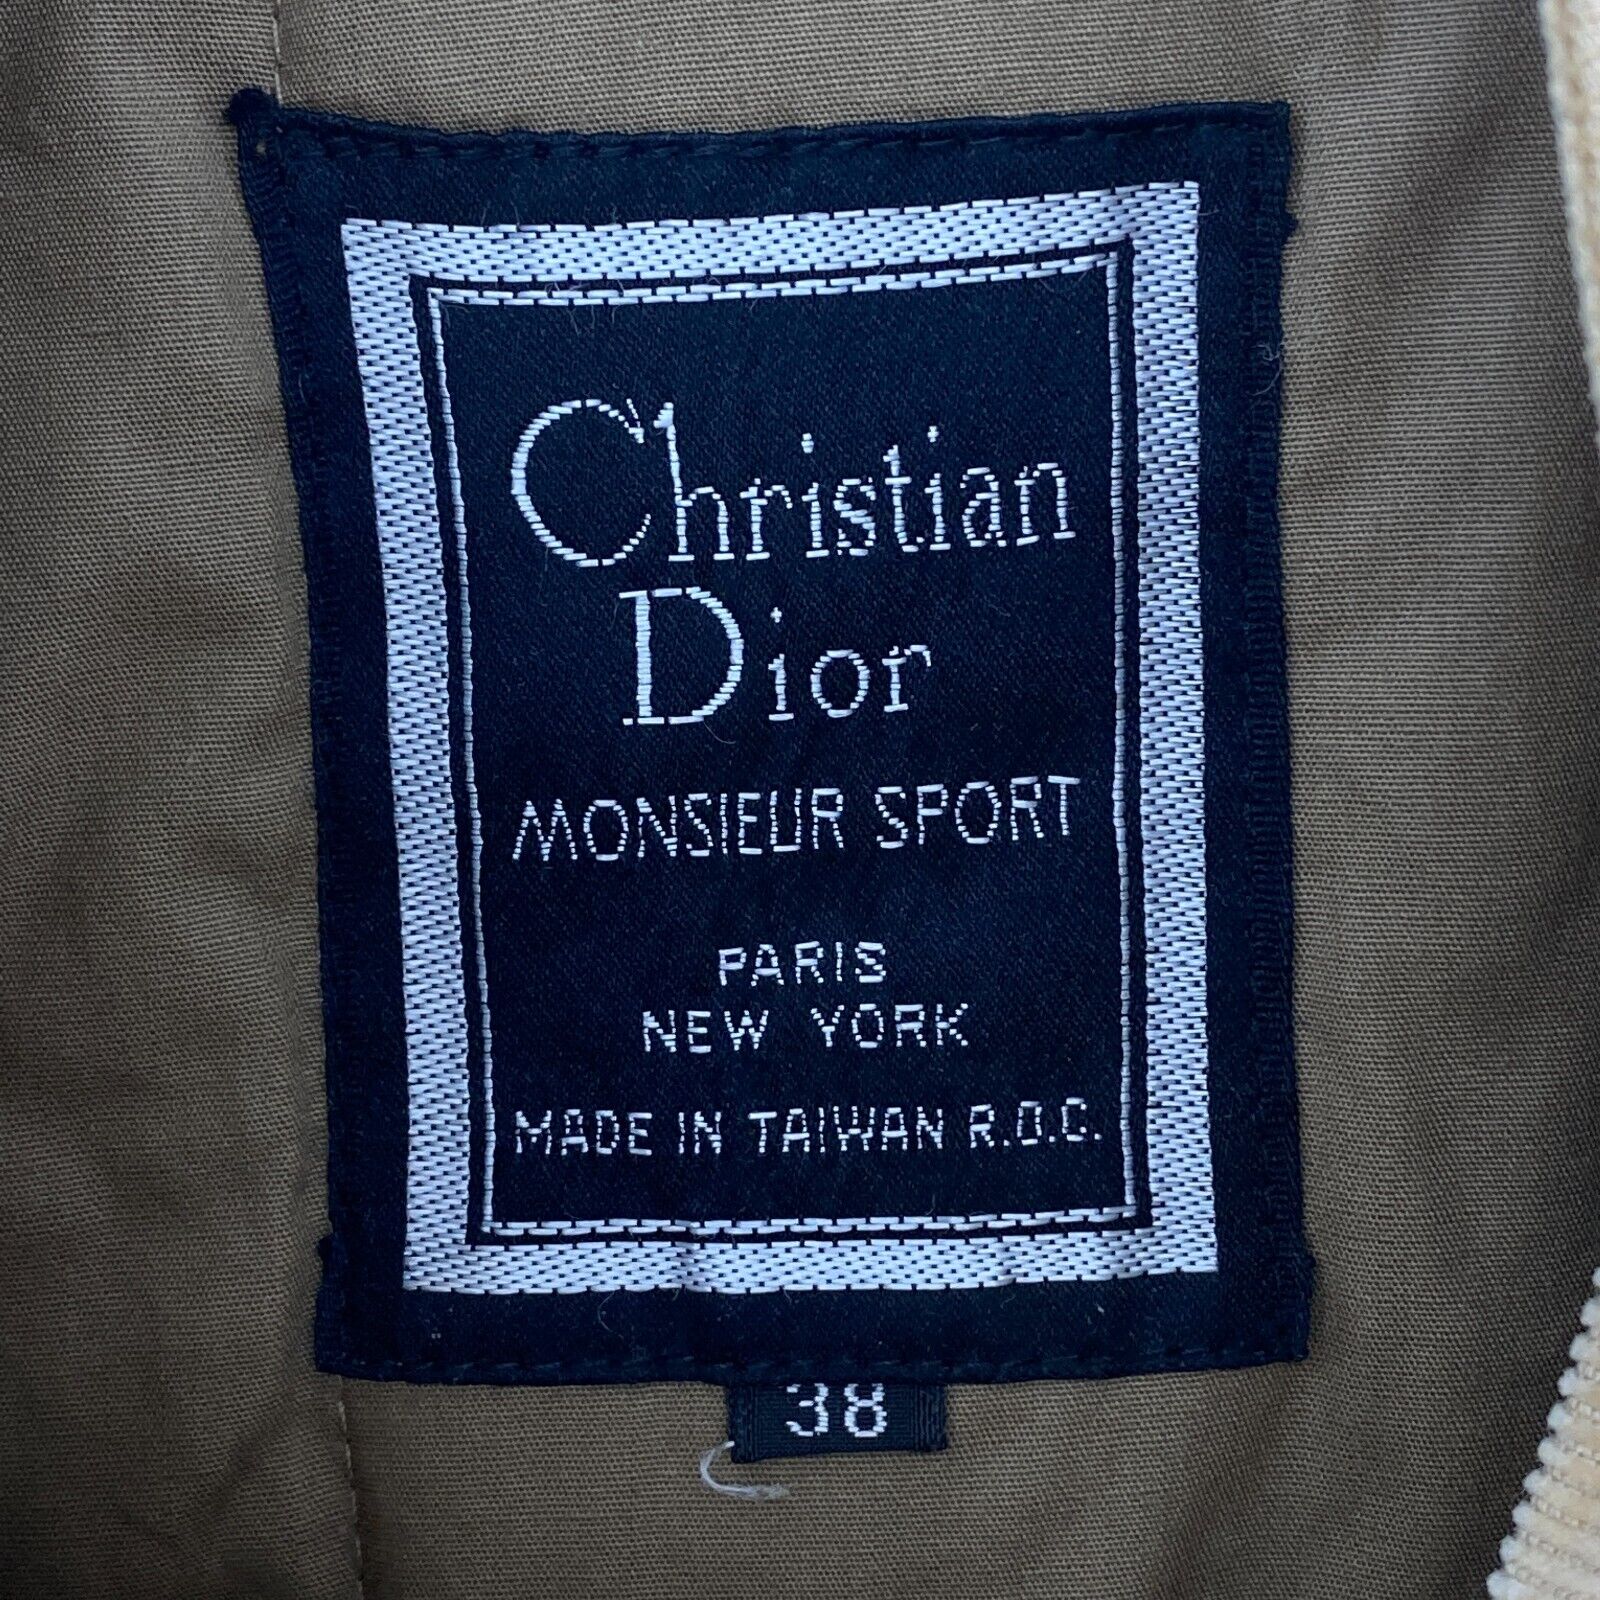 Christian
Dior
MONSIEUR SPORT
PARIS
NEW YORK
MADE IN TAIWAN R.O.C.
38